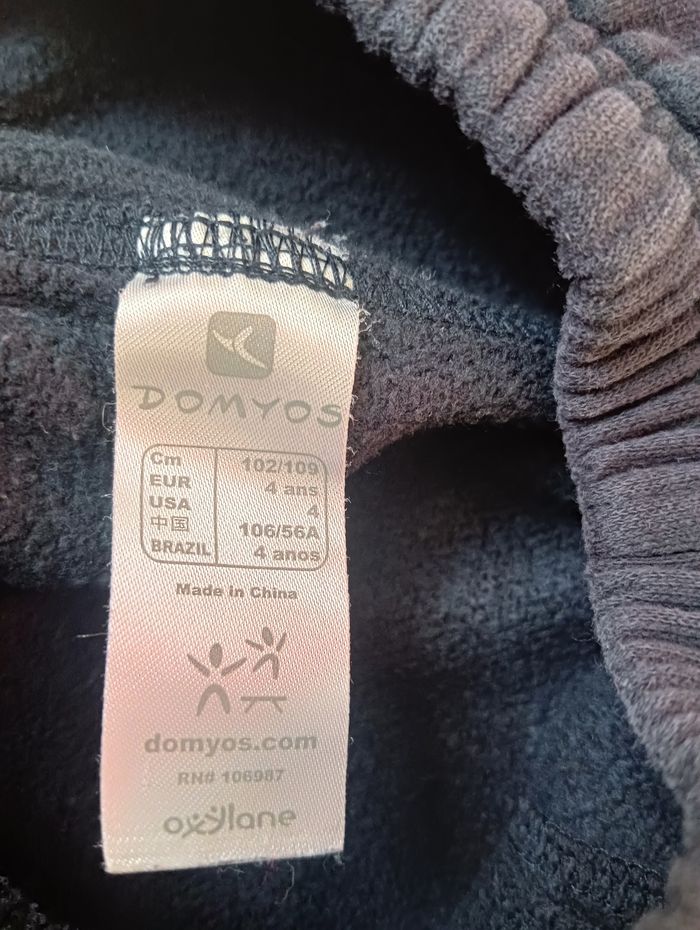 DOMYOS
Cm 102/109
EUR 4 ans
USA 4
中国 106/56A
BRAZIL 4 anos
Made in China
domyos.com
RN# 106987
oxylane